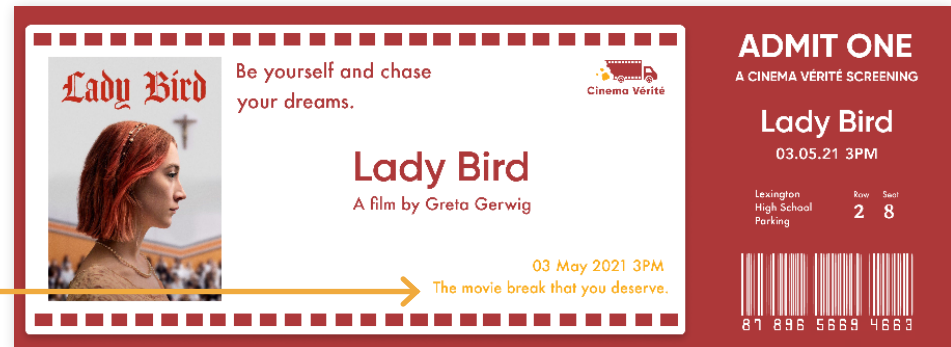 Lady Bird
Be yourself and chase
your dreams.
Cinema Vérité
Lady Bird
A film by Greta Gerwig
03 May 2021 3PM
The movie break that you deserve.
ADMIT ONE
A CINEMA VÉRITÉ SCREENING
Lady Bird
03.05.21 3PM
Lexington
High School
Parking
Row Seat
2 8
87 896 5669 4663